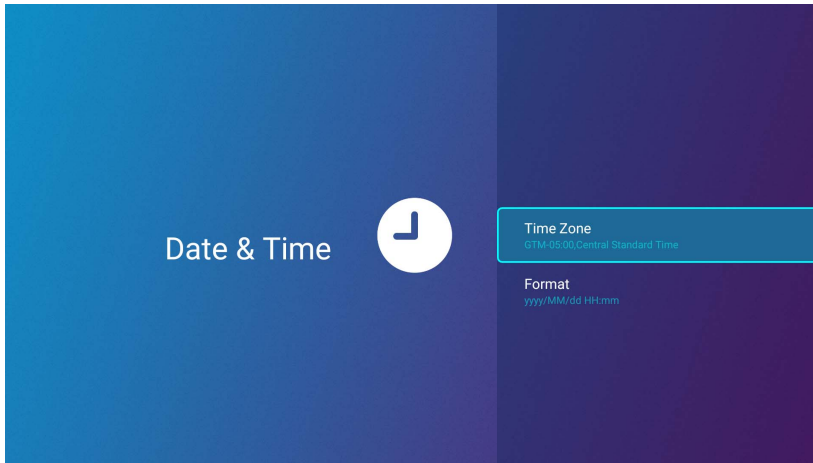 Date & Time
Time Zone
GTM-05:00,Central Standard Time
Format
yyyy/MM/dd HH:mm